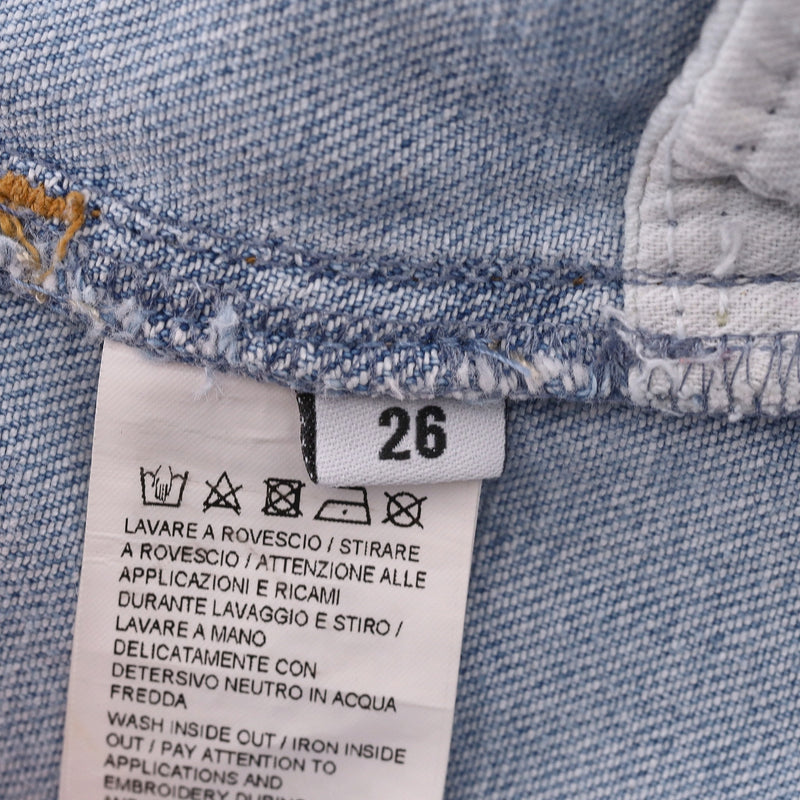 26
LAVARE A ROVESCIO / STIRARE
A ROVESCIO / ATTENZIONE ALLE
APPLICAZIONI E RICAMI
DURANTE LAVAGGIO E STIRO /
LAVARE A MANO
DELICATAMENTE CON
DETERSIVO NEUTRO IN ACQUA
FREDDA
WASH INSIDE OUT / IRON INSIDE
OUT / PAY ATTENTION TO
APPLICATIONS AND
EMBROIDERY DURING